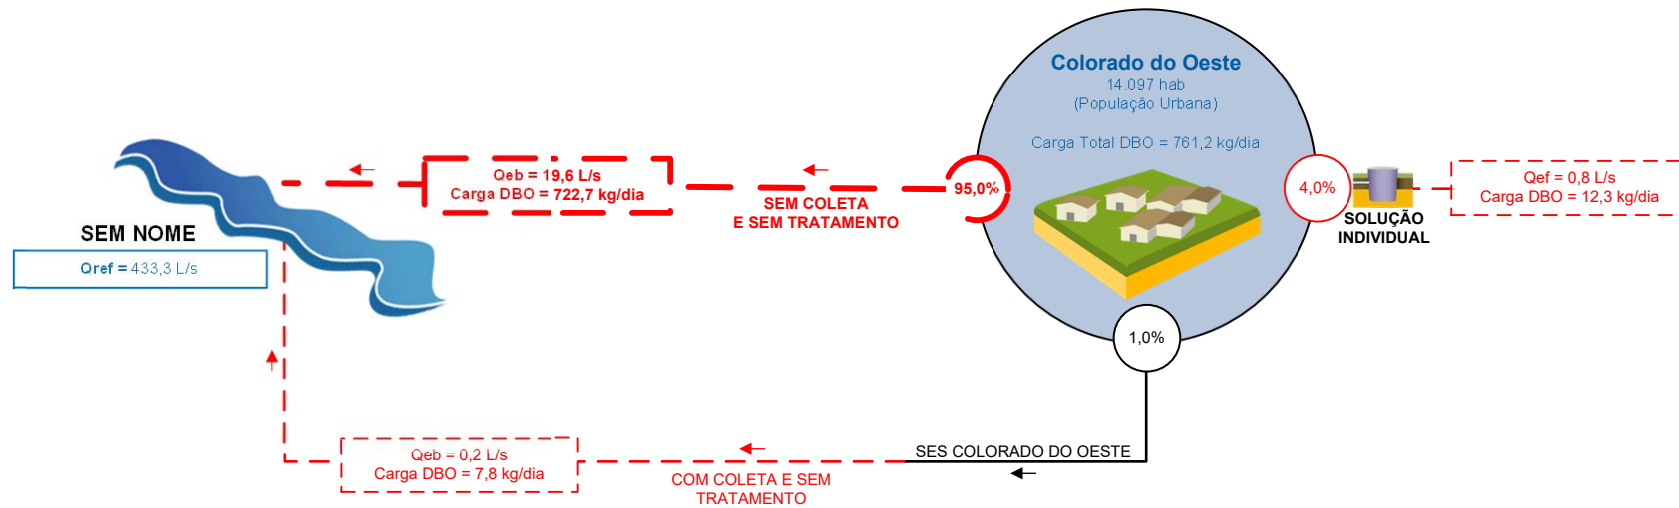 Colorado do Oeste
14.097 hab
(População Urbana)
Carga Total DBO = 761,2 kg/dia
Qeb = 19,6 L/s
Carga DBO = 722,7 kg/dia
SEM COLETA
E SEM TRATAMENTO
95,0%
4,0%
SOLUÇÃO
INDIVIDUAL
Qef = 0,8 L/s
Carga DBO = 12,3 kg/dia
SEM NOME
Qref = 433,3 L/s
1,0%
SES COLORADO DO OESTE
Qeb = 0,2 L/s
Carga DBO = 7,8 kg/dia
COM COLETA E SEM
TRATAMENTO